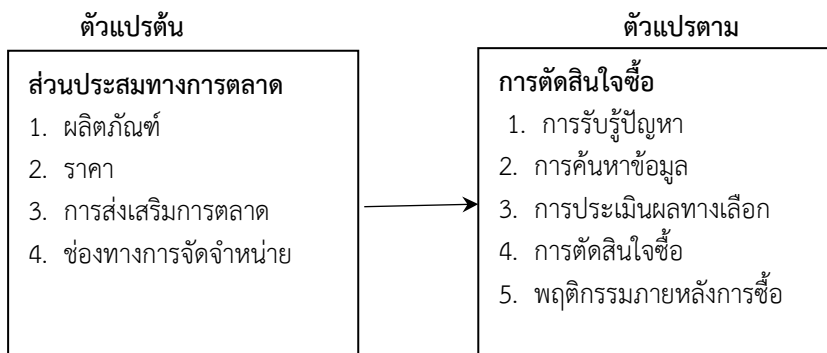 ตัวแปรต้น
ส่วนประสมทางการตลาด
1. ผลิตภัณฑ์
2. ราคา
3. การส่งเสริมการตลาด
4. ช่องทางการจัดจำหน่าย
ตัวแปรตาม
การตัดสินใจซื้อ
1. การรับรู้ปัญหา
2. การค้นหาข้อมูล
3. การประเมินผลทางเลือก
4. การตัดสินใจซื้อ
5. พฤติกรรมภายหลังการซื้อ